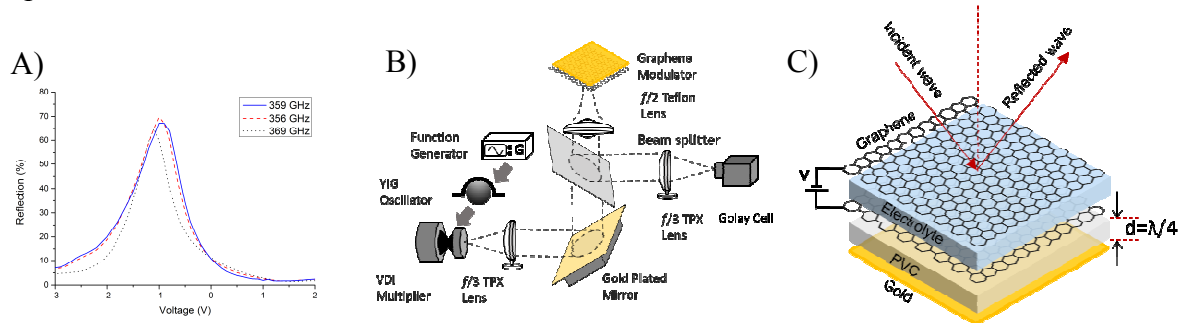 A)
80
70
60
50
40
30
20
10
0
Reflection (%)
3
2
1
0
1
2
Voltage (V)
359 GHz
356 GHz
369 GHz
B)
Graphene
Modulator
f/2 Teflon
Lens
Beam splitter
Function
Generator
G
YIG
Oscillator
f/3 TPX
Lens
Golay Cell
VDI
Multiplier
f/3 TPX
Lens
Gold Plated
Mirror
C)
Incident wave
Reflected wave
Graphene
V
Electrolyte
d=λ/4
PVC
Gold